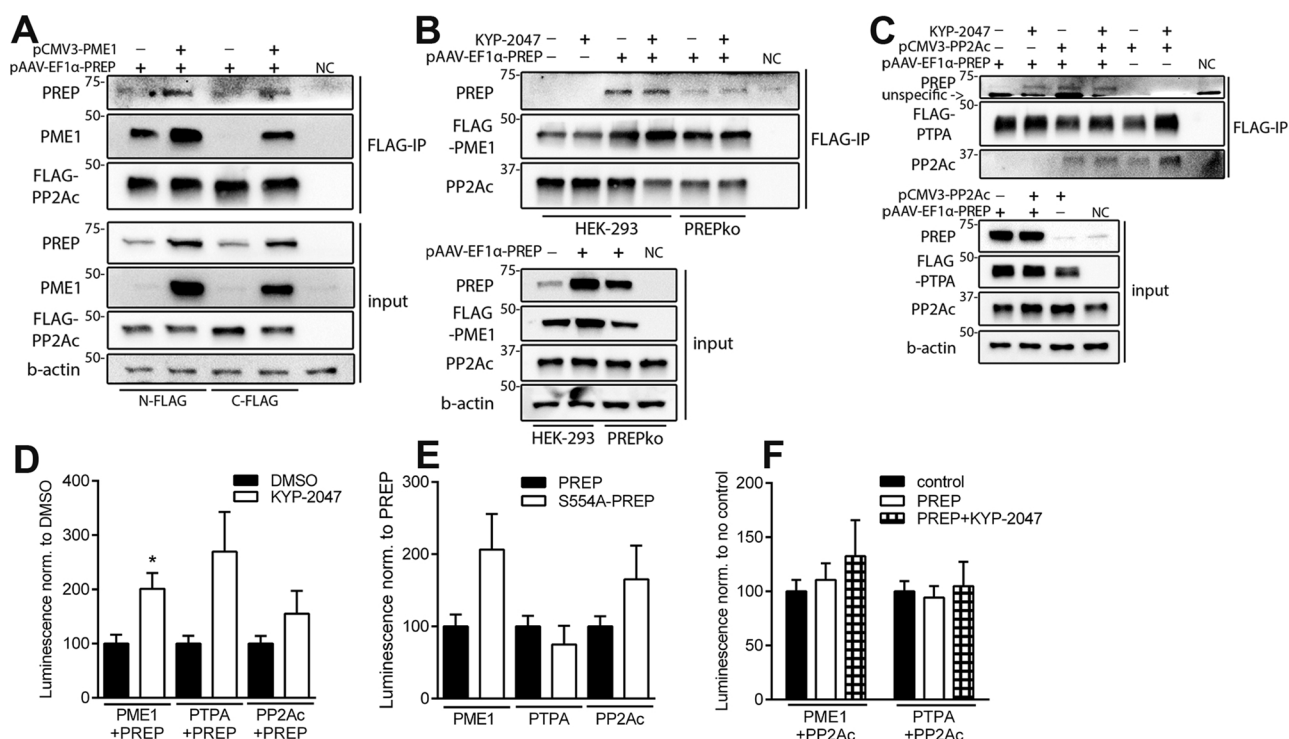 A
pCMV3-PME1 – + – +
pAAV-EF1α-PREP + + + + NC
75-
PREP
PME1
50-
FLAG-
PP2Ac
50-
FLAG-IP
PREP
75-
PME1
50-
FLAG-
PP2Ac
50-
b-actin
50-
input
N-FLAG C-FLAG
B
KYP-2047 – + – + – +
pAAV-EF1α-PREP – – + + + + NC
75-
PREP
FLAG
-PME1
50-
PP2Ac
37-
FLAG-IP
HEK-293 PREPko
pAAV-EF1α-PREP – + + NC
75-
PREP
FLAG
-PME1
50-
PP2Ac
37-
b-actin
50-
input
HEK-293 PREPko
C
KYP-2047 – + – + – +
pCMV3-PP2Ac – – + + + +
pAAV-EF1α-PREP + + + + – – NC
75-
PREP
unspecific ->
FLAG-
PTPA
50-
PP2Ac
37-
FLAG-IP
pCMV3-PP2Ac – + +
pAAV-EF1α-PREP + + – NC
75-
PREP
FLAG
-PTPA
50-
PP2Ac
37-
b-actin
50-
input
D
Luminescence norm. to DMSO
400
300
200
100
0
DMSO
KYP-2047
*
PME1
+PREP
PTPA
+PREP
PP2Ac
+PREP
E
Luminescence norm. to PREP
300
200
100
0
PREP
S554A-PREP
PME1 PTPA PP2Ac
F
Luminescence norm. to no control
200
150
100
50
0
control
PREP
PREP+KYP-2047
PME1
+PP2Ac
PTPA
+PP2Ac